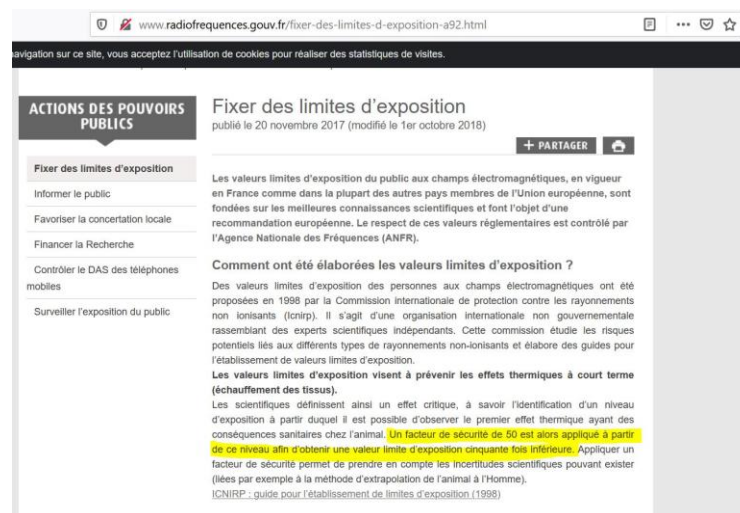 www.radiofrequences.gouv.fr/fixer-des-limites-d-exposition-a92.html
avigation sur ce site, vous acceptez l'utilisation de cookies pour réaliser des statistiques de visites.
ACTIONS DES POUVOIRS
PUBLICS
Fixer des limites d'exposition
Informer le public
Favoriser la concertation locale
Financer la Recherche
Contrôler le DAS des téléphones
mobiles
Surveiller l'exposition du public
Fixer des limites d'exposition
publié le 20 novembre 2017 (modifié le 1er octobre 2018)
+ PARTAGER
Les valeurs limites d'exposition du public aux champs électromagnétiques, en vigueur
en France comme dans la plupart des autres pays membres de l'Union européenne, sont
fondées sur les meilleures connaissances scientifiques et font l'objet d'une
recommandation européenne. Le respect de ces valeurs réglementaires est contrôlé par
l'Agence Nationale des Fréquences (ANFR).
Comment ont été élaborées les valeurs limites d'exposition ?
Des valeurs limites d'exposition des personnes aux champs électromagnétiques ont été
proposées en 1998 par la Commission internationale de protection contre les rayonnements
non ionisants (Icnirp). Il s'agit d'une organisation internationale non gouvernementale
rassemblant des experts scientifiques indépendants. Cette commission étudie les risques
potentiels liés aux différents types de rayonnements non-ionisants et élabore des guides pour
l'établissement de valeurs limites d'exposition.
Les valeurs limites d'exposition visent à prévenir les effets thermiques à court terme
(échauffement des tissus).
Les scientifiques définissent ainsi un effet critique, à savoir l'identification d'un niveau
d'exposition à partir duquel il est possible d'observer le premier effet thermique ayant des
conséquences sanitaires chez l'animal. Un facteur de sécurité de 50 est alors appliqué à partir
de ce niveau afin d'obtenir une valeur limite d'exposition cinquante fois inférieure. Appliquer un
facteur de sécurité permet de prendre en compte les incertitudes scientifiques pouvant exister
(liées par exemple à la méthode d'extrapolation de l'animal à l'Homme).
ICNIRP : guide pour l'établissement de limites d'exposition (1998)